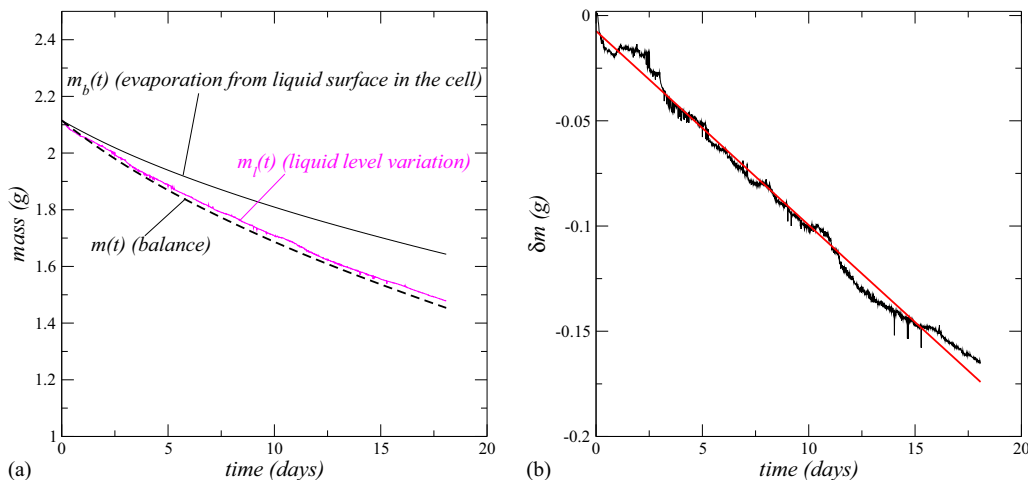 2.4
2.2
2
1.8
1.6
1.4
1.2
1
m_b(t) (evaporation from liquid surface in the cell)
m_l(t) (liquid level variation)
m(t) (balance)
mass (g)
0
5
10
15
20
time (days)
(a)
0
-0.05
-0.1
-0.15
-0.2
δm (g)
0
5
10
15
20
time (days)
(b)